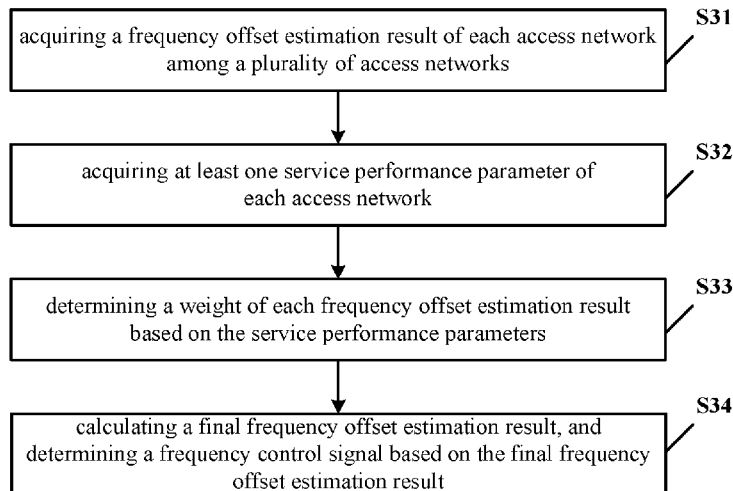 S31
acquiring a frequency offset estimation result of each access network
among a plurality of access networks
S32
acquiring at least one service performance parameter of
each access network
S33
determining a weight of each frequency offset estimation result
based on the service performance parameters
S34
calculating a final frequency offset estimation result, and
determining a frequency control signal based on the final frequency
offset estimation result